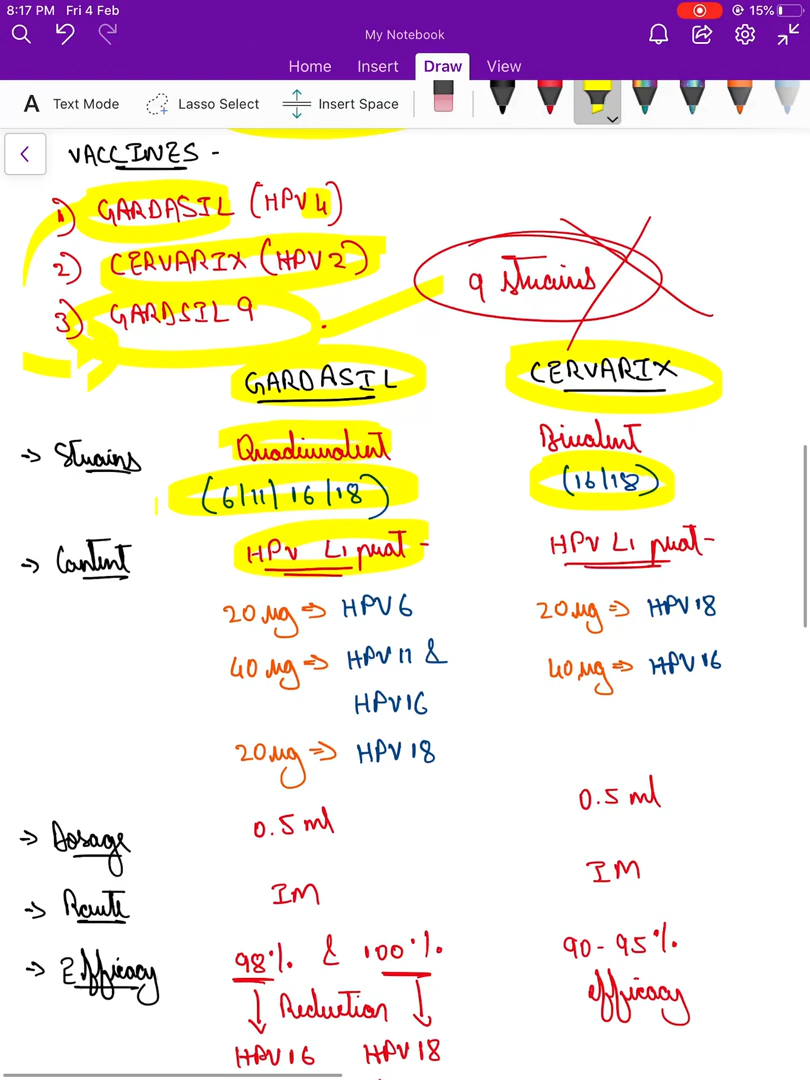 8:17 PM Fri 4 Feb
15%
My Notebook
Home Insert Draw View
A Text Mode Lasso Select Insert Space
VACCINES -
1) GARDASIL (HPV 4)
2) CERVARIX (HPV 2)
9 strains
3) GARDSIL 9
GARDASIL CERVARIX
→ Strains Quadrivalent Bivalent
(6/11/16/18) (16/18)
→ Content HPV L1 prot- HPV L1 prot-
20 µg ⇒ HPV 6 20 µg ⇒ HPV 18
40 µg ⇒ HPV 11 & 40 µg ⇒ HPV 16
HPV 16
20 µg ⇒ HPV 18
→ Dosage 0.5 ml 0.5 ml
→ Route IM IM
→ Efficacy 98% & 100% 90-95%
↓ Reduction ↓ efficacy
HPV 16 HPV 18